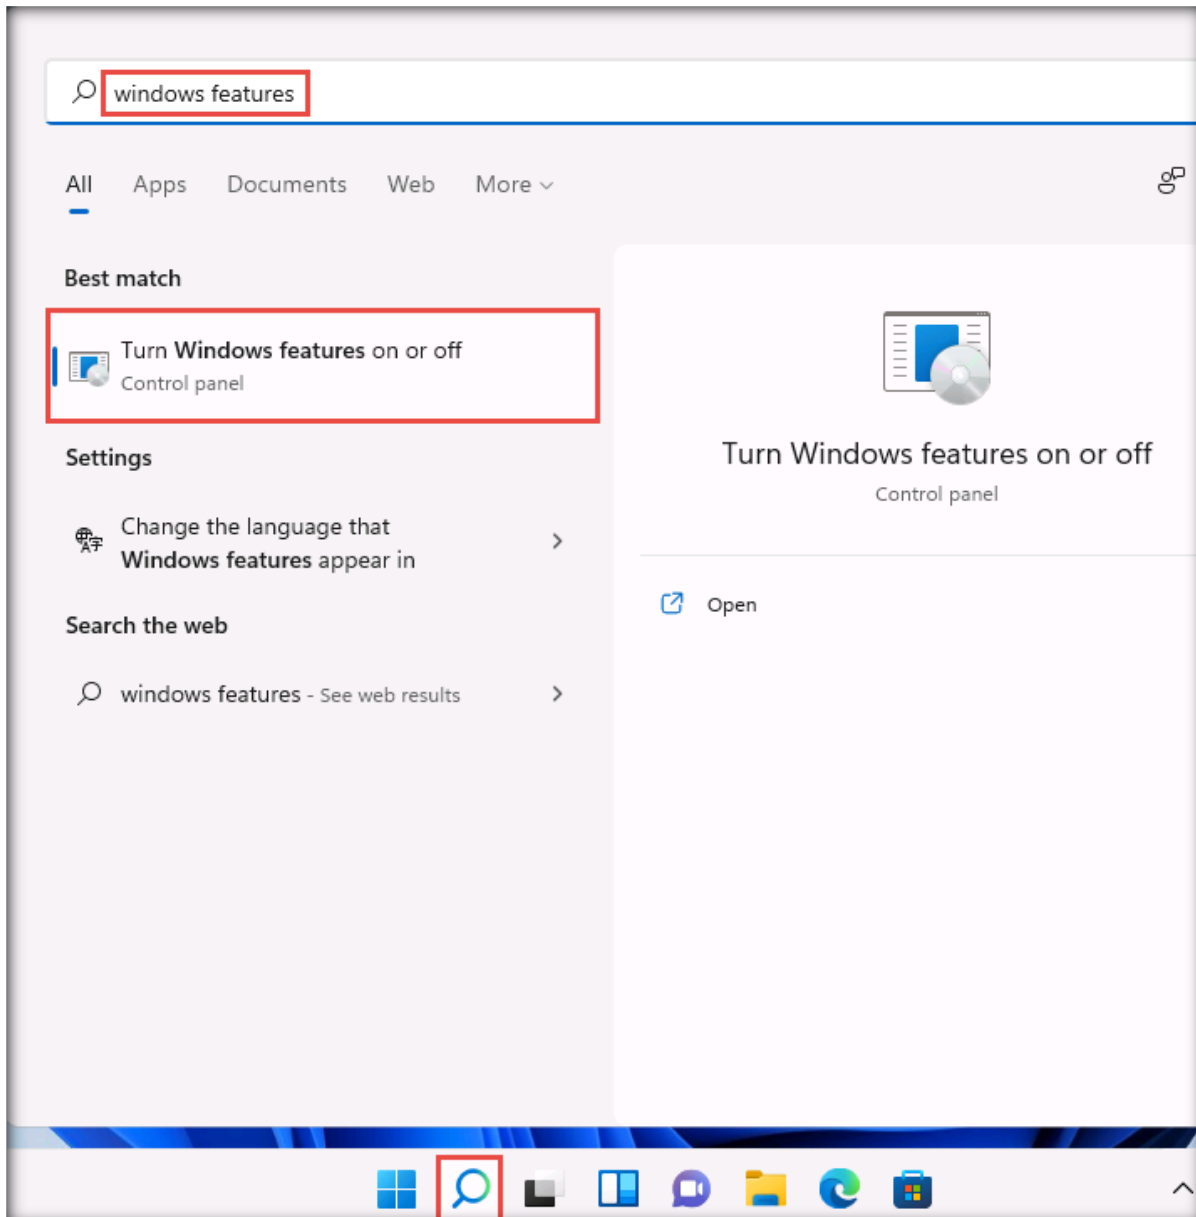 windows features
All Apps Documents Web More
Best match
Turn Windows features on or off
Control panel
Settings
Change the language that
Windows features appear in
Search the web
windows features - See web results
Turn Windows features on or off
Control panel
Open